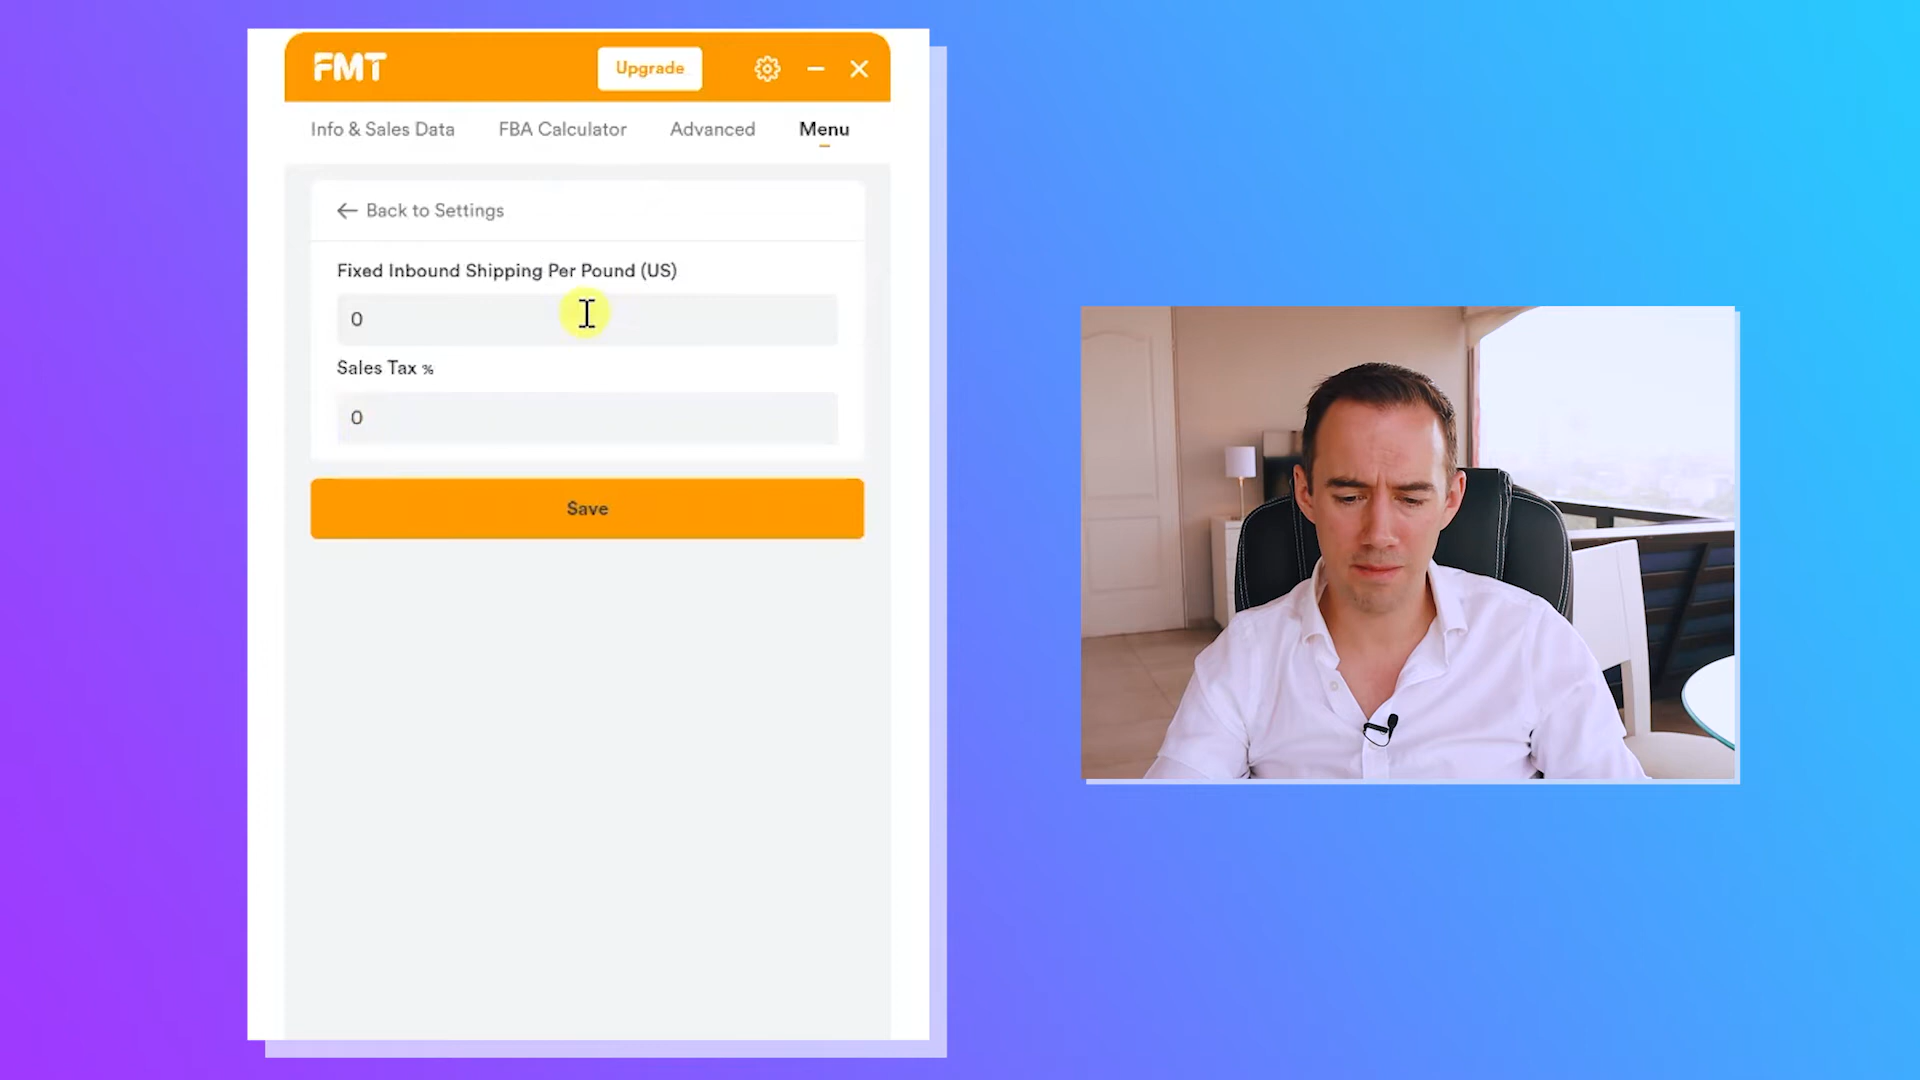 FMT
Upgrade
Info & Sales Data
FBA Calculator
Advanced
Menu
Back to Settings
Fixed Inbound Shipping Per Pound (US)
0
Sales Tax %
0
Save